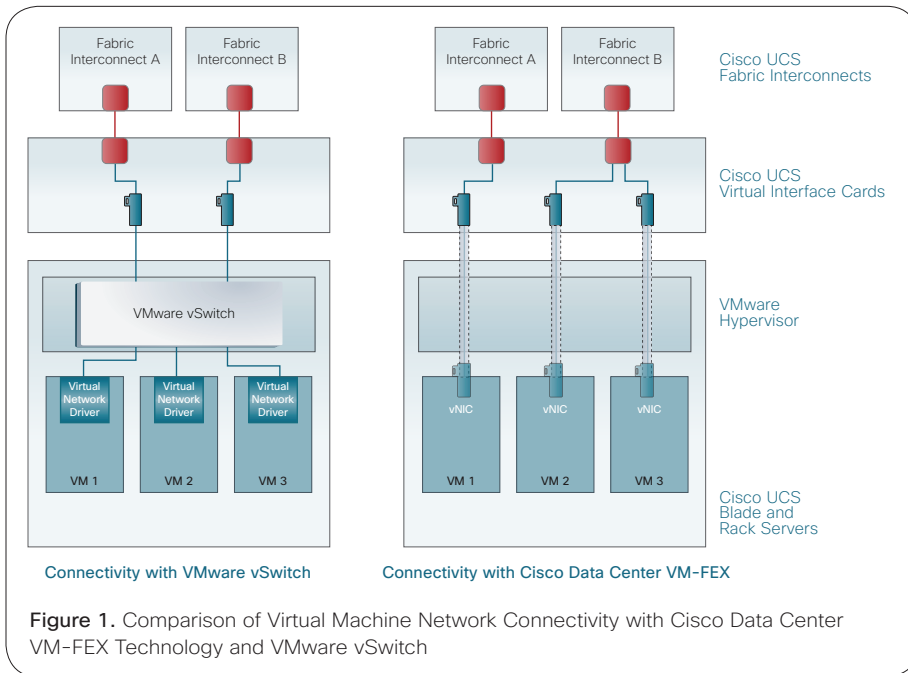 Fabric
Interconnect A
Fabric
Interconnect B
Fabric
Interconnect A
Fabric
Interconnect B
Cisco UCS
Fabric Interconnects
Cisco UCS
Virtual Interface Cards
VMware vSwitch
VMware
Hypervisor
Virtual
Network
Driver
Virtual
Network
Driver
Virtual
Network
Driver
vNIC
vNIC
vNIC
VM 1
VM 2
VM 3
VM 1
VM 2
VM 3
Cisco UCS
Blade and
Rack Servers
Connectivity with VMware vSwitch
Connectivity with Cisco Data Center VM-FEX
Figure 1. Comparison of Virtual Machine Network Connectivity with Cisco Data Center
VM-FEX Technology and VMware vSwitch